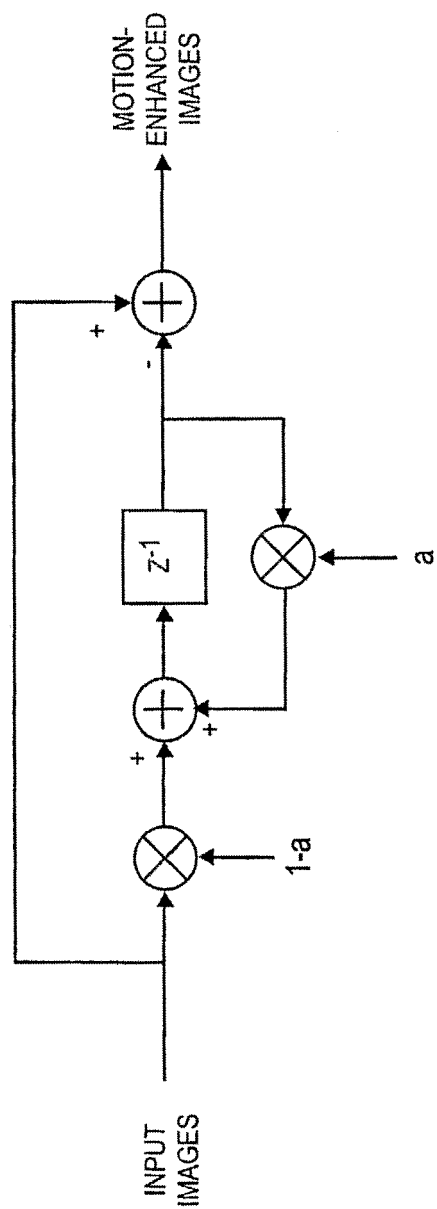 INPUT
IMAGES
1-a
+
+
z-1
a
-
+
MOTION-
ENHANCED
IMAGES